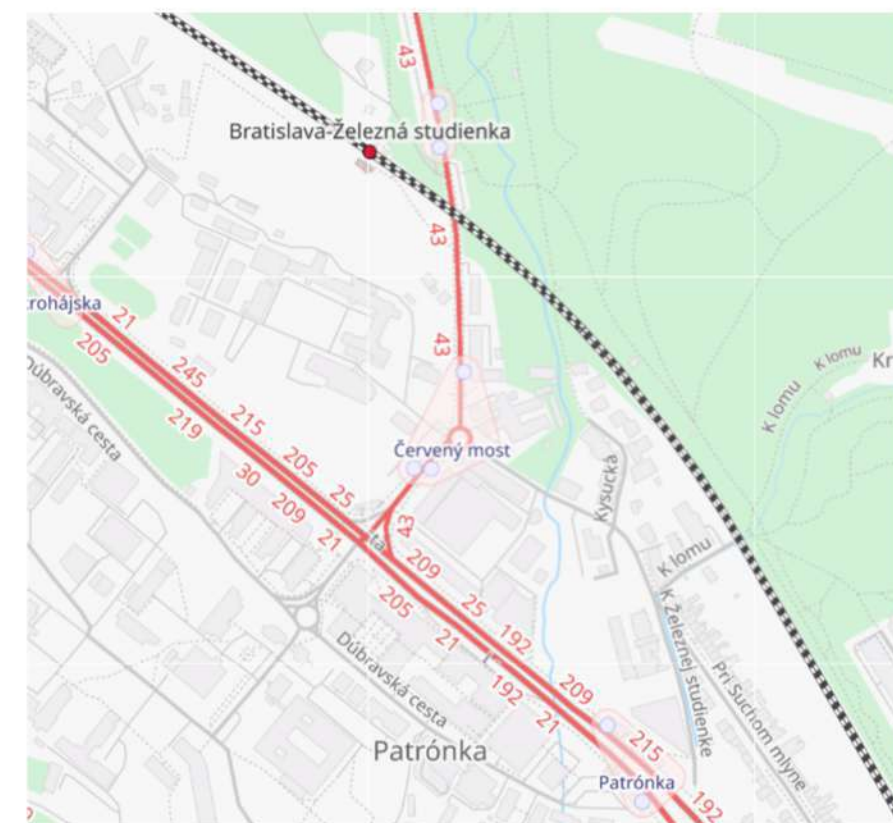 43
Bratislava-Železná studienka
43
rohájska
21
205
43
K lomu
K lomu
Kr
245
219
Dúbravská cesta
215
205
30
Červený most
209
25
21
43
Kysucká
209
K lomu
205
25
21
192
192
209
21
Dúbravská cesta
K Železnej studienke
Pri Suchom mlyne
Patrónka
215
Patrónka
192